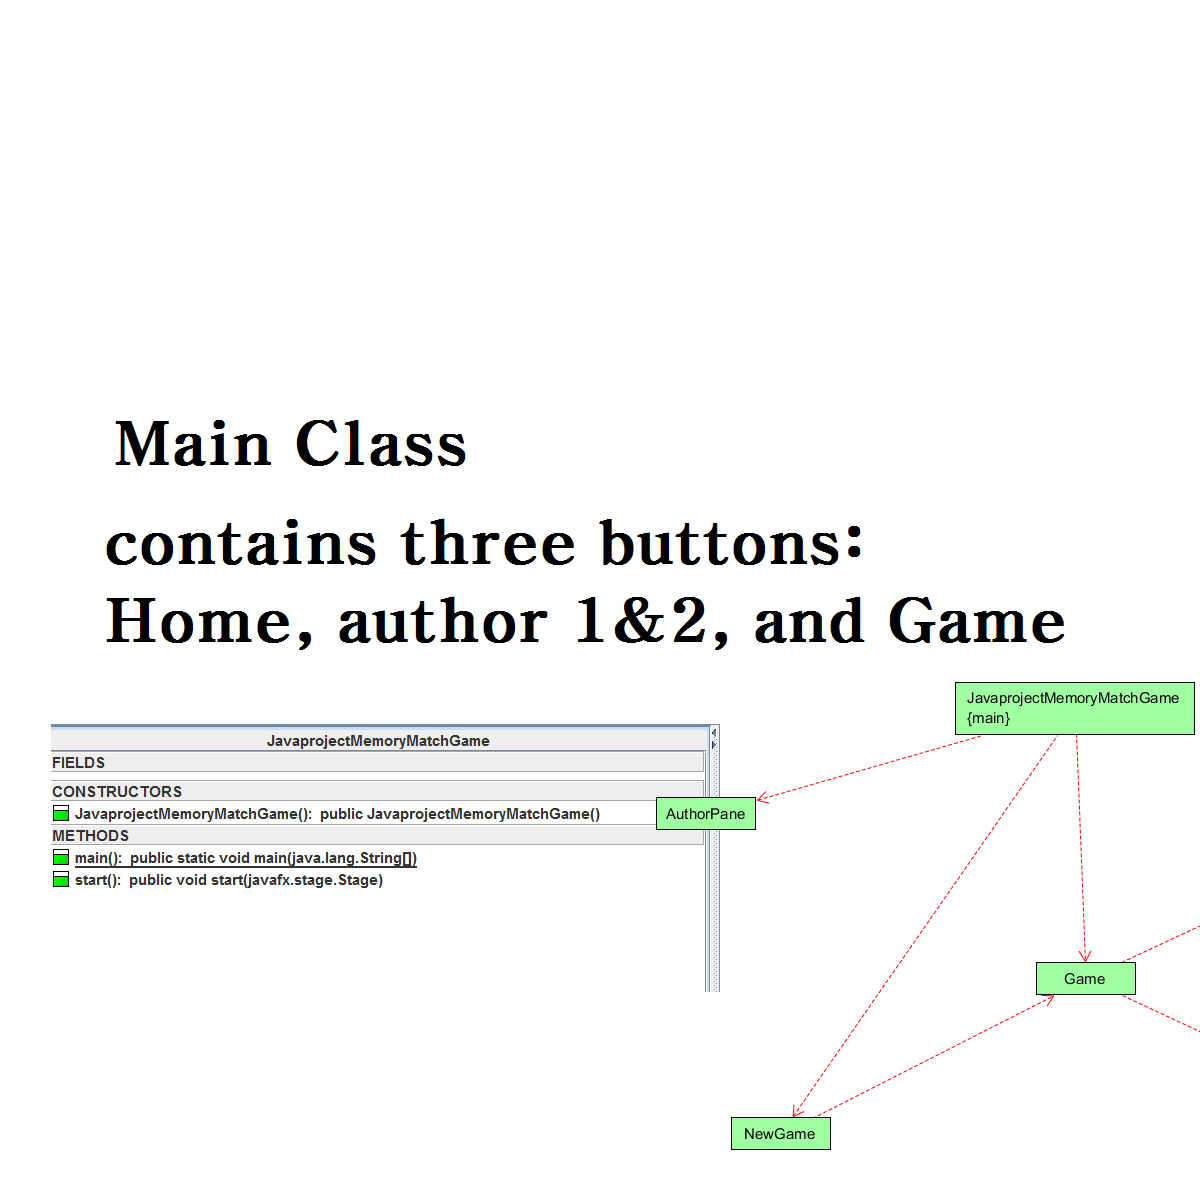 Main Class
contains three buttons:
Home, author 1&2, and Game
JavaprojectMemoryMatchGame
{main}
JavaprojectMemoryMatchGame
FIELDS
CONSTRUCTORS
JavaprojectMemoryMatchGame(): public JavaprojectMemoryMatchGame()
METHODS
main(): public static void main(java.lang.String[])
start(): public void start(javafx.stage.Stage)
AuthorPane
Game
NewGame